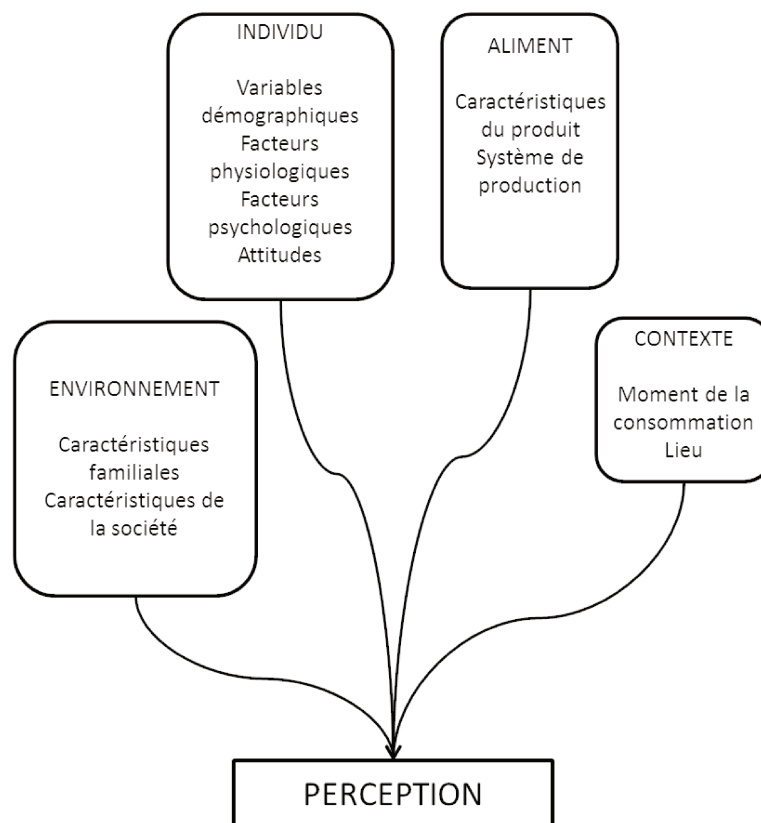 INDIVIDU
Variables
démographiques
Facteurs
physiologiques
Facteurs
psychologiques
Attitudes
ALIMENT
Caractéristiques
du produit
Système de
production
ENVIRONNEMENT
Caractéristiques
familiales
Caractéristiques de
la société
CONTEXTE
Moment de la
consommation
Lieu
PERCEPTION